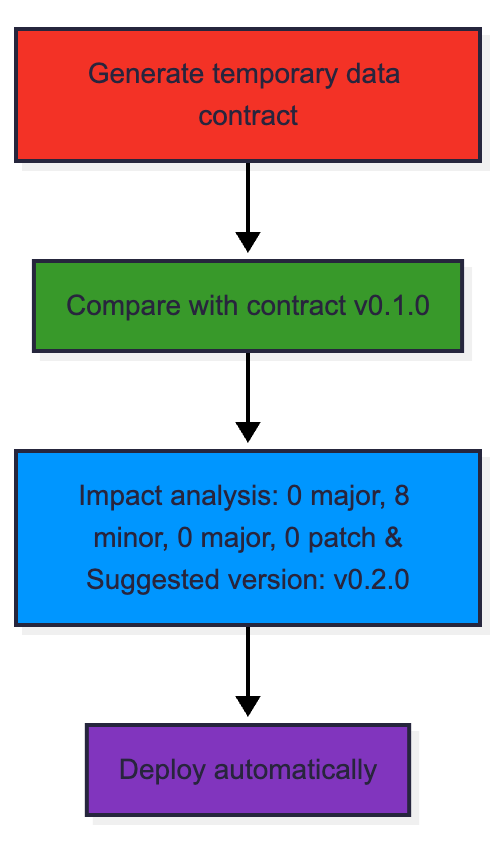 Generate temporary data
contract
Compare with contract v0.1.0
Impact analysis: 0 major, 8
minor, 0 major, 0 patch &
Suggested version: v0.2.0
Deploy automatically